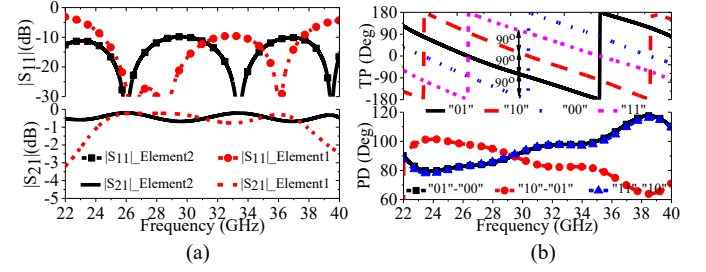 0
-10
-20
-30
|S11|(dB)
0
-1
-2
-3
-4
-5
|S21|(dB)
|S11|_Element2
|S11|_Element1
|S21|_Element2
|S21|_Element1
22 24 26 28 30 32 34 36 38 40
Frequency (GHz)
(a)
180
90
0
-90
-180
TP (Deg)
90°
90°
90°
"01" "10" "00" "11"
120
100
80
60
PD (Deg)
"01"-"00" "10"-"01" "11"-"10"
22 24 26 28 30 32 34 36 38 40
Frequency (GHz)
(b)